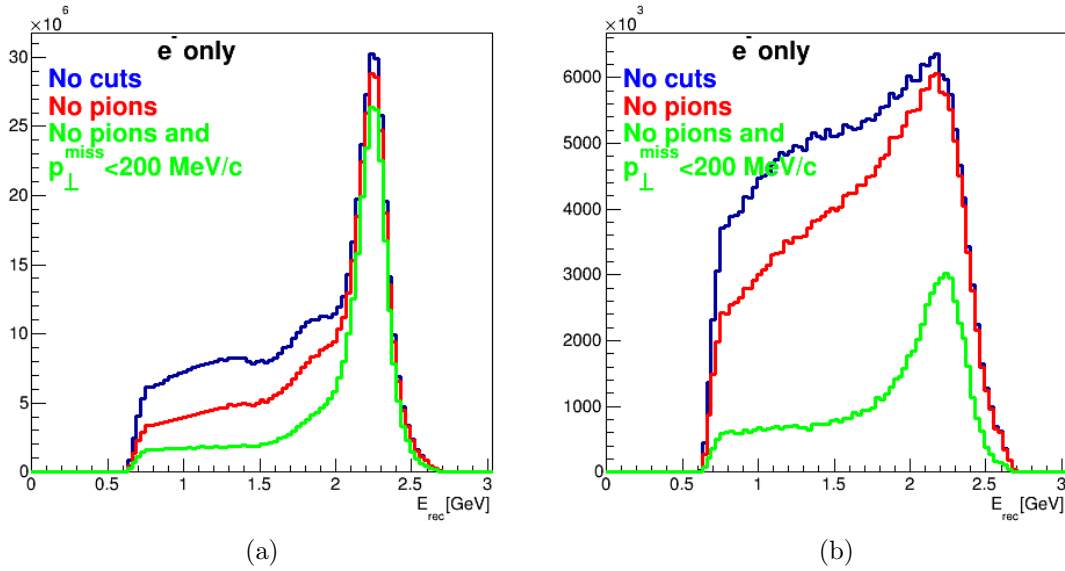 ×10⁶
e⁻ only
No cuts
No pions
No pions and
p⊥^miss <200 MeV/c
30
25
20
15
10
5
0
0 0.5 1 1.5 2 2.5 3
E_rec [GeV]
(a)
×10³
e⁻ only
No cuts
No pions
No pions and
p⊥^miss <200 MeV/c
6000
5000
4000
3000
2000
1000
0
0 0.5 1 1.5 2 2.5 3
E_rec [GeV]
(b)